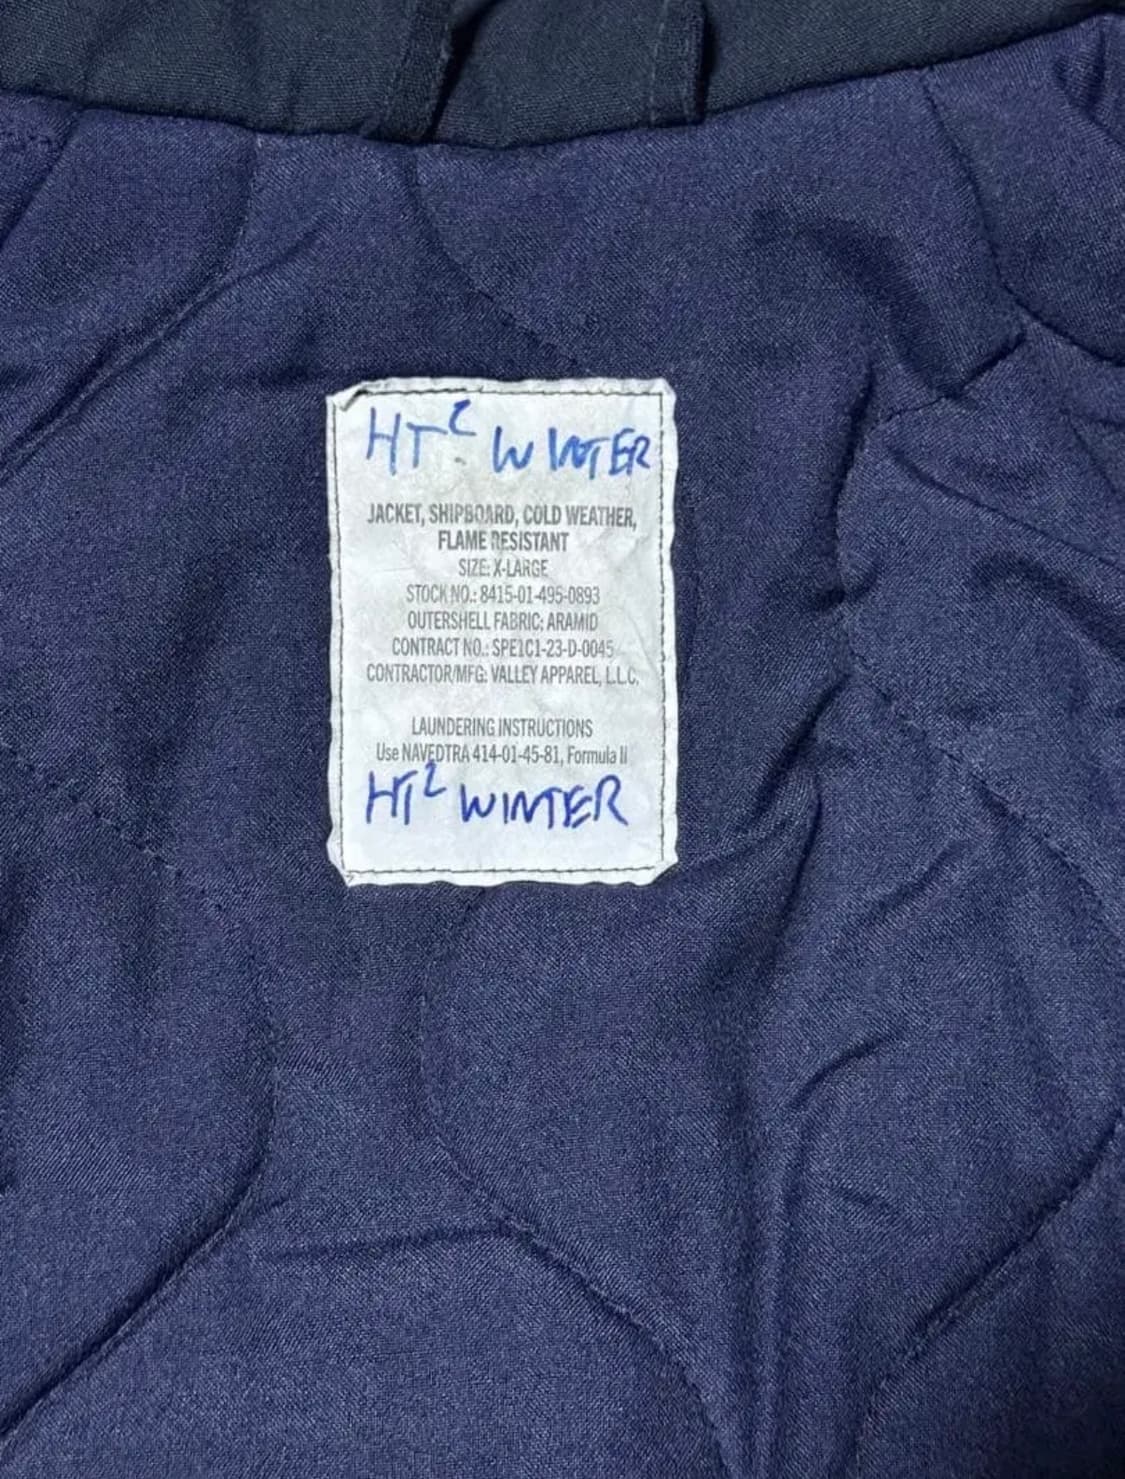 HT2 WINTER
JACKET, SHIPBOARD, COLD WEATHER,
FLAME RESISTANT
SIZE: X-LARGE
STOCK NO.: 8415-01-495-0893
OUTERSHELL FABRIC: ARAMID
CONTRACT NO.: SPE1C1-23-D-0045
CONTRACTOR/MFG: VALLEY APPAREL, L.L.C.
LAUNDERING INSTRUCTIONS
Use NAVEDTRA 414-01-45-81, Formula II
HT2 WINTER